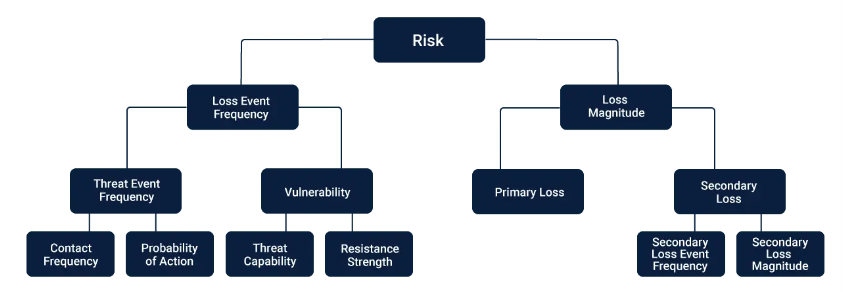 Risk
Loss Event
Frequency
Loss
Magnitude
Threat Event
Frequency
Vulnerability
Primary Loss
Secondary
Loss
Contact
Frequency
Probability
of Action
Threat
Capability
Resistance
Strength
Secondary
Loss Event
Frequency
Secondary
Loss
Magnitude